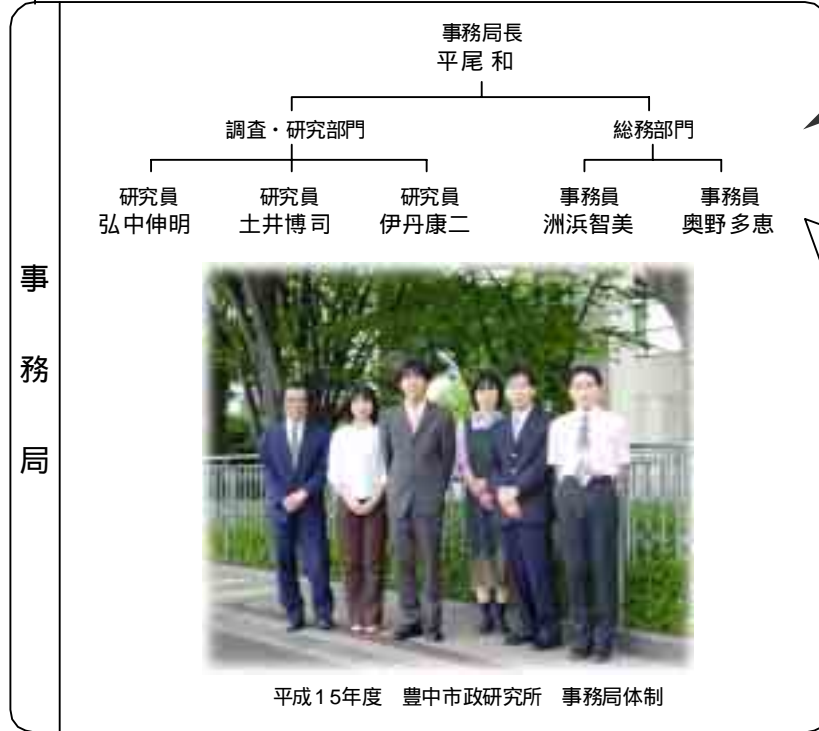 事務局
事務局長
平尾 和
調査・研究部門 総務部門
研究員 研究員 研究員 事務員 事務員
弘中伸明 土井博司 伊丹康二 洲浜智美 奥野多恵
平成15年度 豊中市政研究所 事務局体制